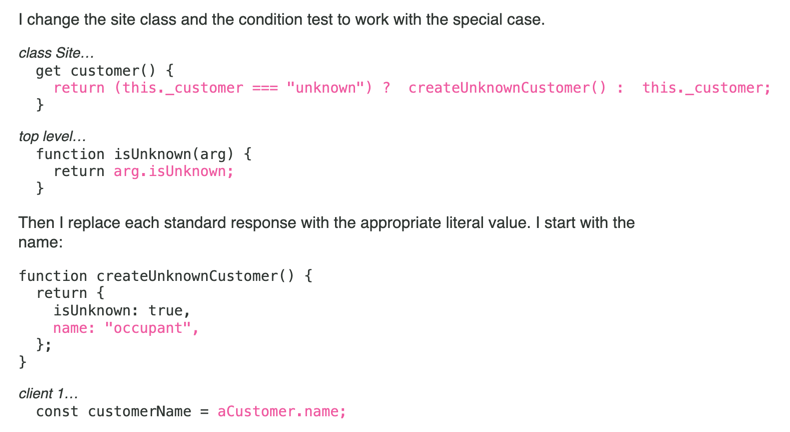 I change the site class and the condition test to work with the special case.
class Site…
get customer() {
return (this._customer === "unknown") ? createUnknownCustomer() : this._customer;
}
top level…
function isUnknown(arg) {
return arg.isUnknown;
}
Then I replace each standard response with the appropriate literal value. I start with the
name:
function createUnknownCustomer() {
return {
isUnknown: true,
name: "occupant",
};
}
client 1…
const customerName = aCustomer.name;